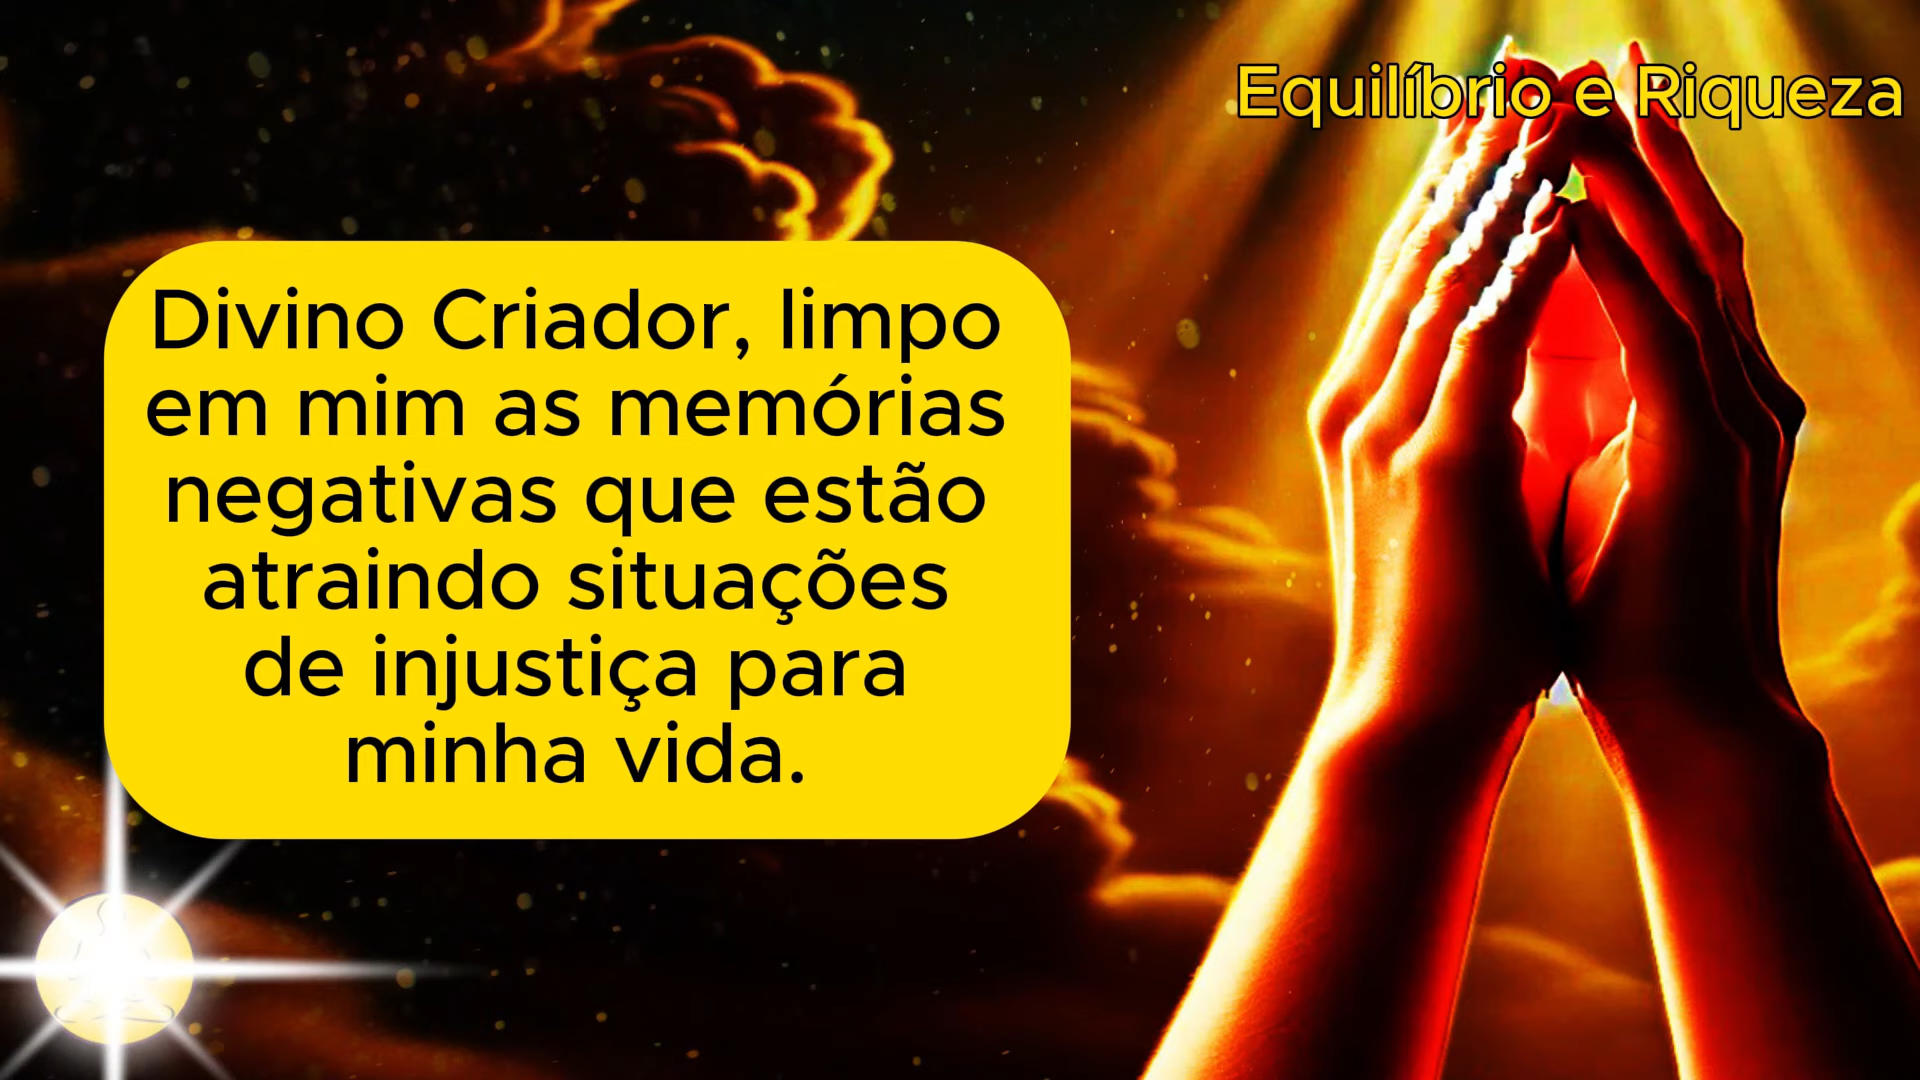 Equilíbrio e Riqueza
Divino Criador, limpo
em mim as memórias
negativas que estão
atraindo situações
de injustiça para
minha vida.